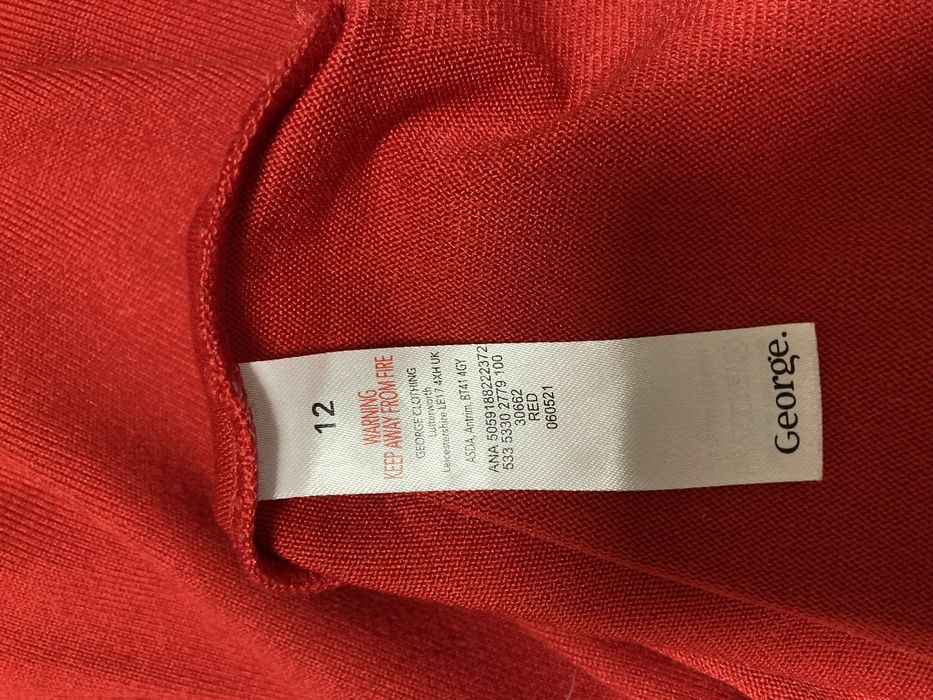 12
WARNING
KEEP AWAY FROM FIRE
GEORGE CLOTHING
Lutterworth
Leicestershire LE17 4XH UK
ASDA, Antrim, BT41 4GY
ANA 5059188222372
533 5330 2779 100
30662
RED
060521
George.